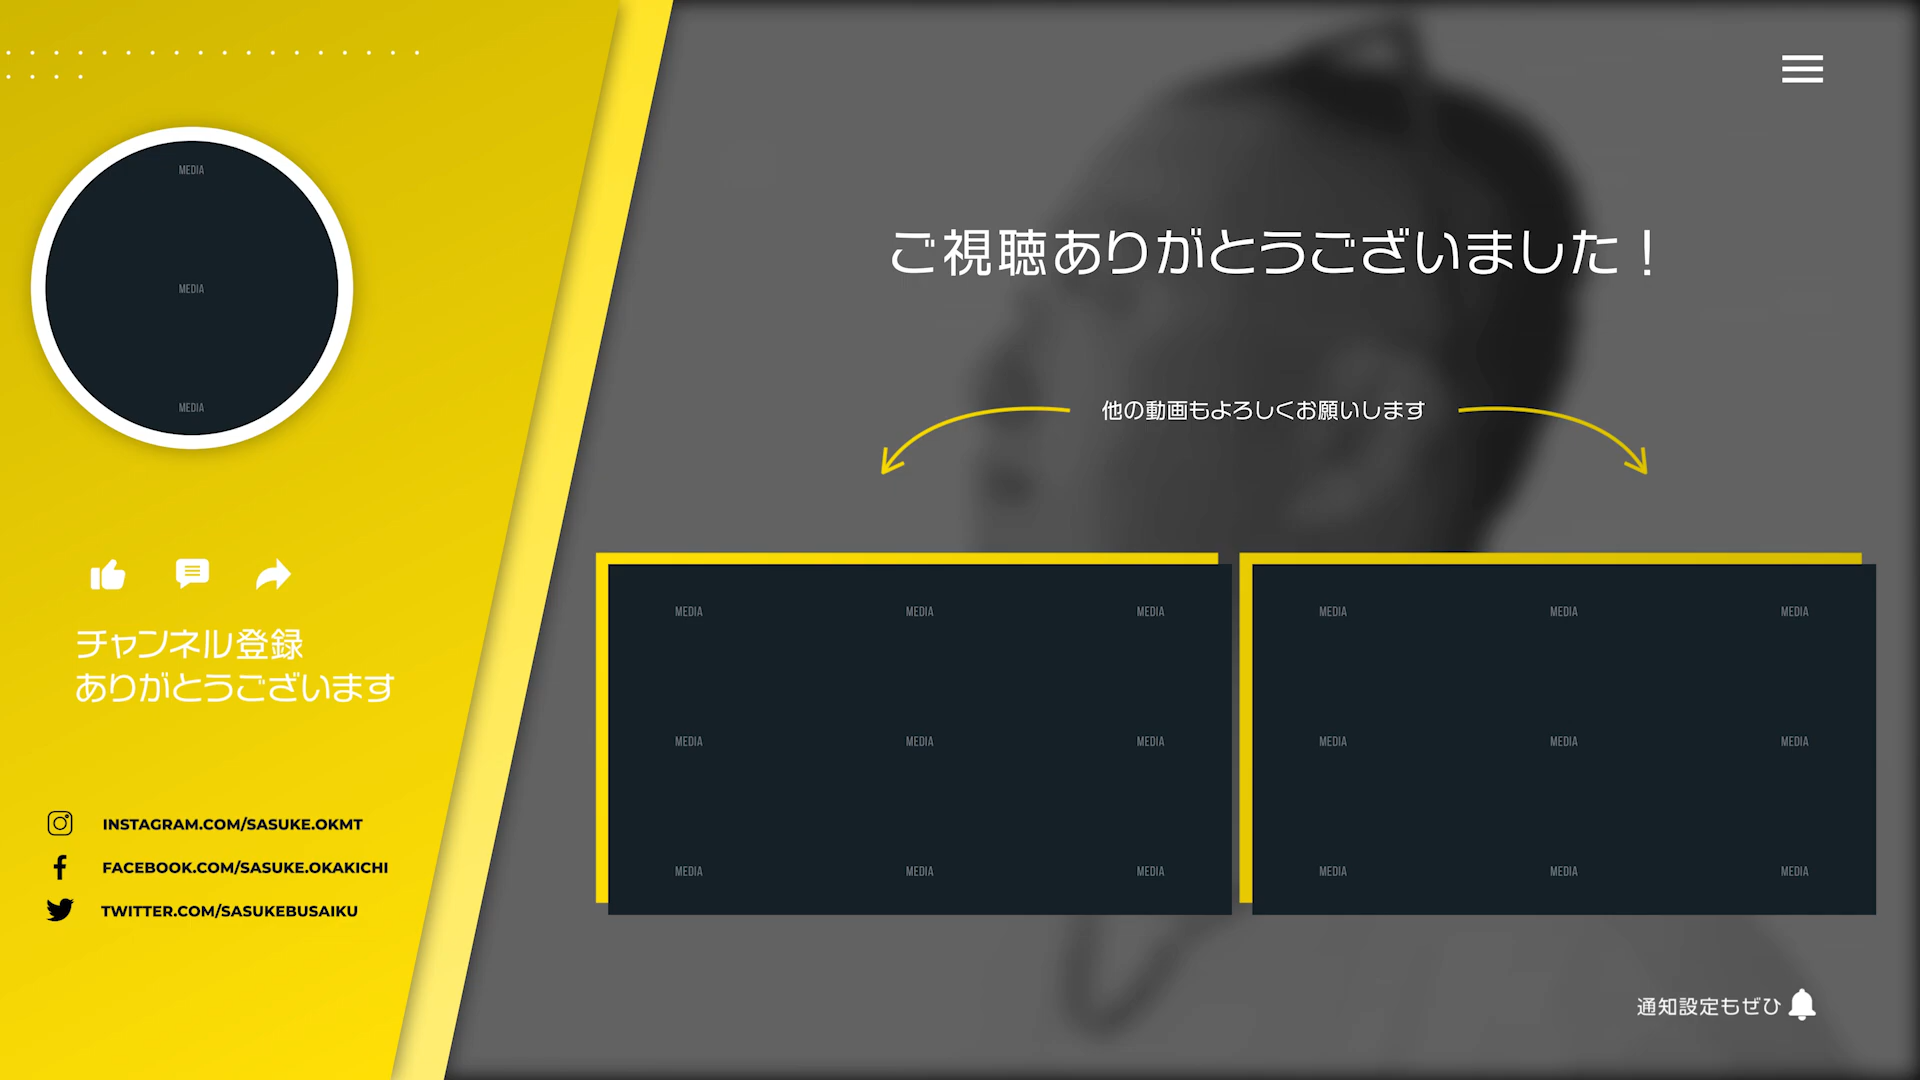 MEDIA
MEDIA
MEDIA
チャンネル登録
ありがとうございます
INSTAGRAM.COM/SASUKE.OKMT
FACEBOOK.COM/SASUKE.OKAKICHI
TWITTER.COM/SASUKEBUSAIKU
ご視聴ありがとうございました！
他の動画もよろしくお願いします
MEDIA MEDIA MEDIA
MEDIA MEDIA MEDIA
MEDIA MEDIA MEDIA
MEDIA MEDIA MEDIA
MEDIA MEDIA MEDIA
MEDIA MEDIA MEDIA
通知設定もぜひ